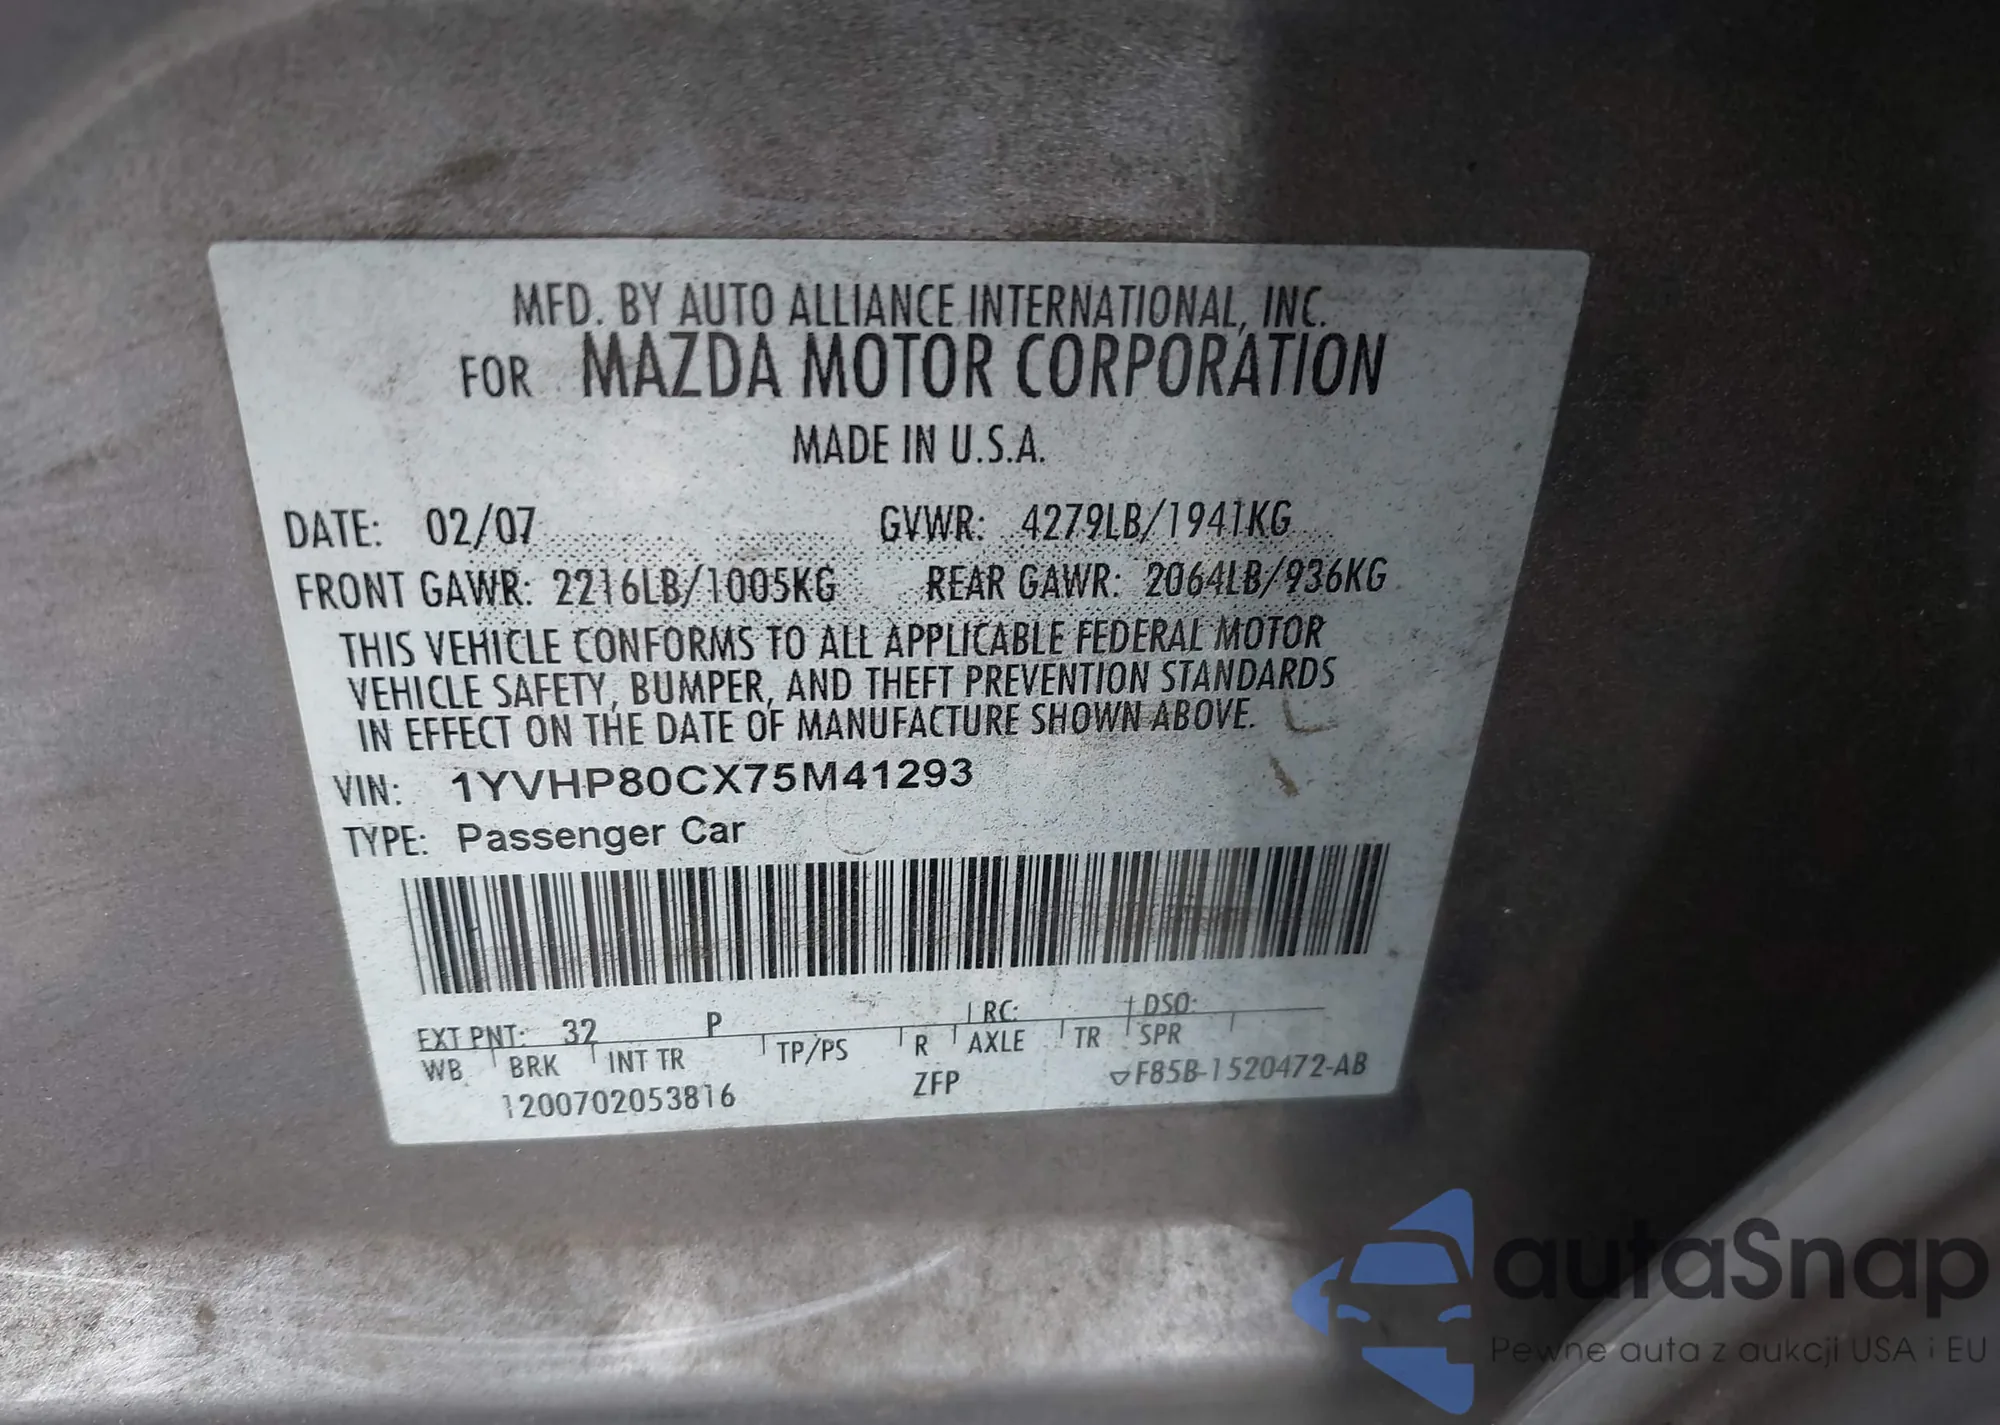 MFD. BY AUTO ALLIANCE INTERNATIONAL, INC.
FOR MAZDA MOTOR CORPORATION
MADE IN U.S.A.
DATE: 02/07 GVWR: 4279LB/1941KG
FRONT GAWR: 2216LB/1005KG REAR GAWR: 2064LB/936KG
THIS VEHICLE CONFORMS TO ALL APPLICABLE FEDERAL MOTOR
VEHICLE SAFETY, BUMPER, AND THEFT PREVENTION STANDARDS
IN EFFECT ON THE DATE OF MANUFACTURE SHOWN ABOVE.
VIN: 1YVHP80CX75M41293
TYPE: Passenger Car
EXT PNT: 32 P RC: DSO:
WB BRK INT TR TP/PS R AXLE TR SPR
1200702053816 ZFP F85B-1520472-AB
autaSnap
Pewne auta z aukcji USA i EU